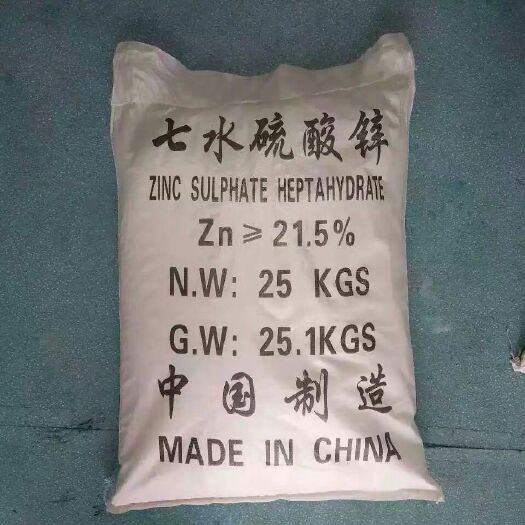 七水硫酸锌
ZINC SULPHATE HEPTAHYDRATE
Zn ≥ 21.5%
N.W: 25 KGS
G.W: 25.1KGS
中国制造
MADE IN CHINA